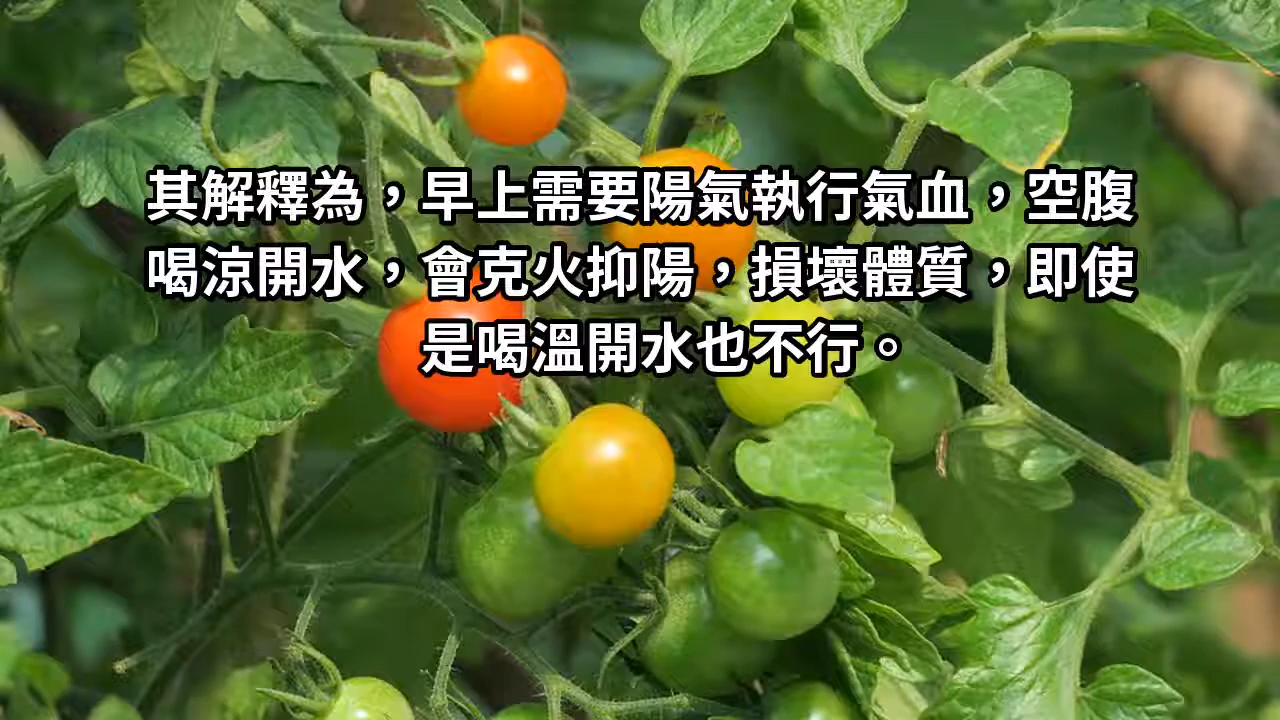 其解釋為，早上需要陽氣執行氣血，空腹
喝涼開水，會克火抑陽，損壞體質，即使
是喝溫開水也不行。